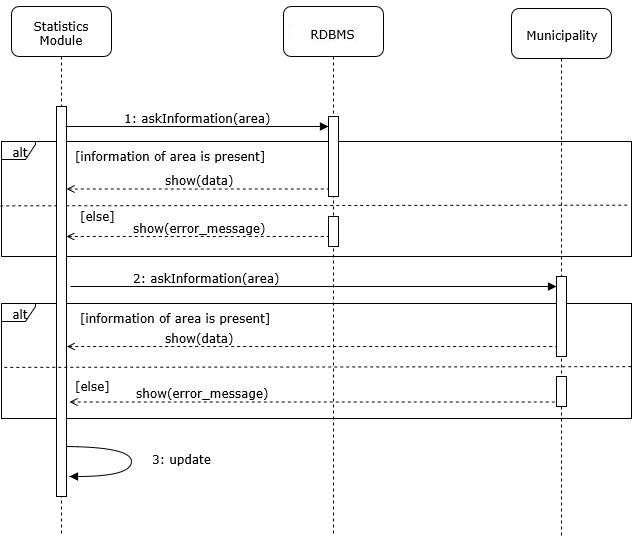 Statistics
Module
RDBMS
Municipality
1: askInformation(area)
alt
[information of area is present]
show(data)
[else]
show(error_message)
2: askInformation(area)
alt
[information of area is present]
show(data)
[else]
show(error_message)
3: update